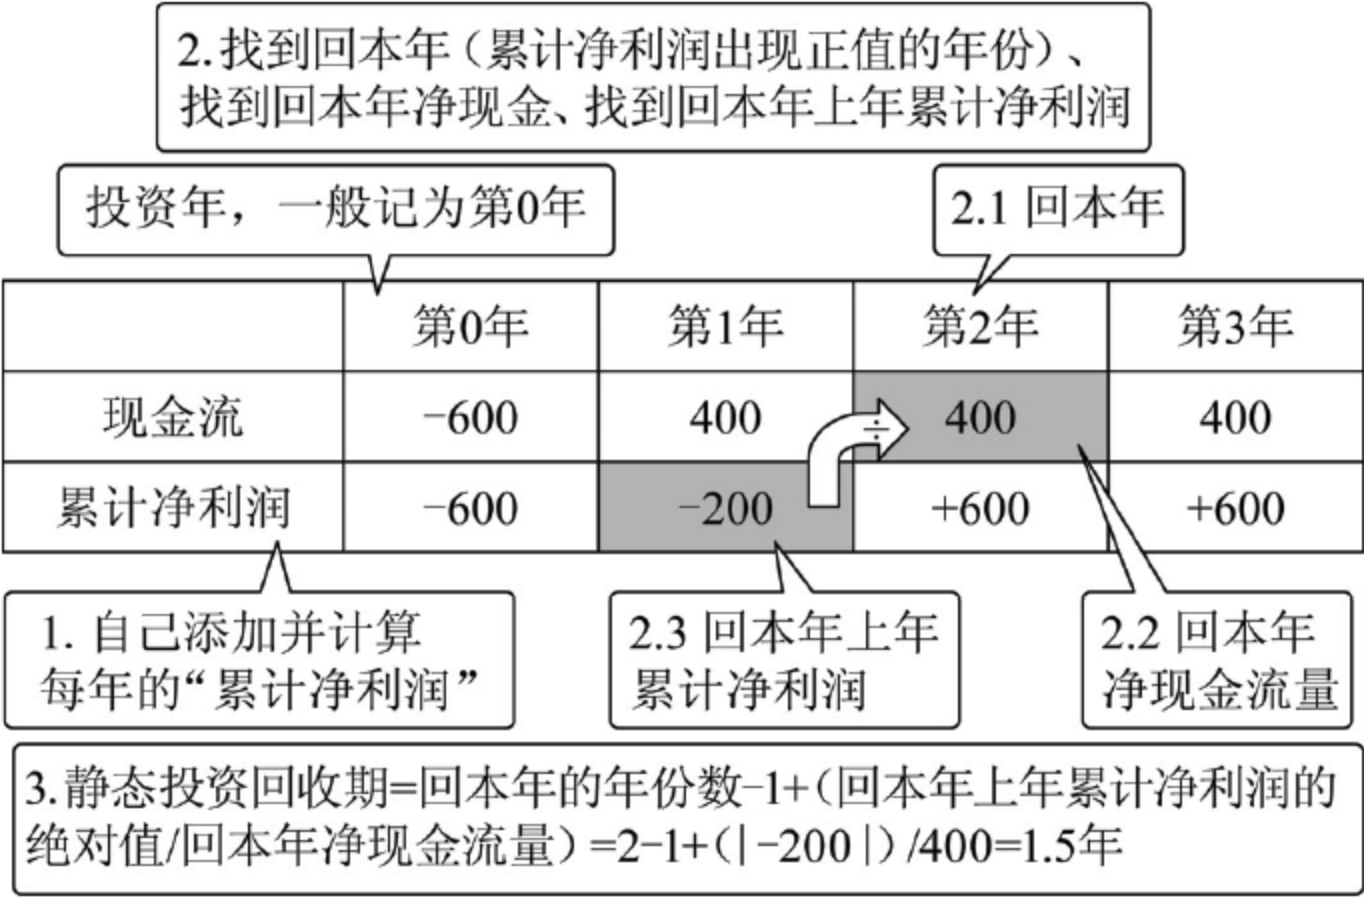 2.找到回本年（累计净利润出现正值的年份）、
找到回本年净现金、找到回本年上年累计净利润
投资年，一般记为第0年
2.1 回本年
第0年 第1年 第2年 第3年
现金流 -600 400 ÷ 400 400
累计净利润 -600 -200 +600 +600
1. 自己添加并计算
每年的“累计净利润”
2.3 回本年上年
累计净利润
2.2 回本年
净现金流量
3.静态投资回收期=回本年的年份数-1+（回本年上年累计净利润的
绝对值/回本年净现金流量）=2-1+（|-200|）/400=1.5年